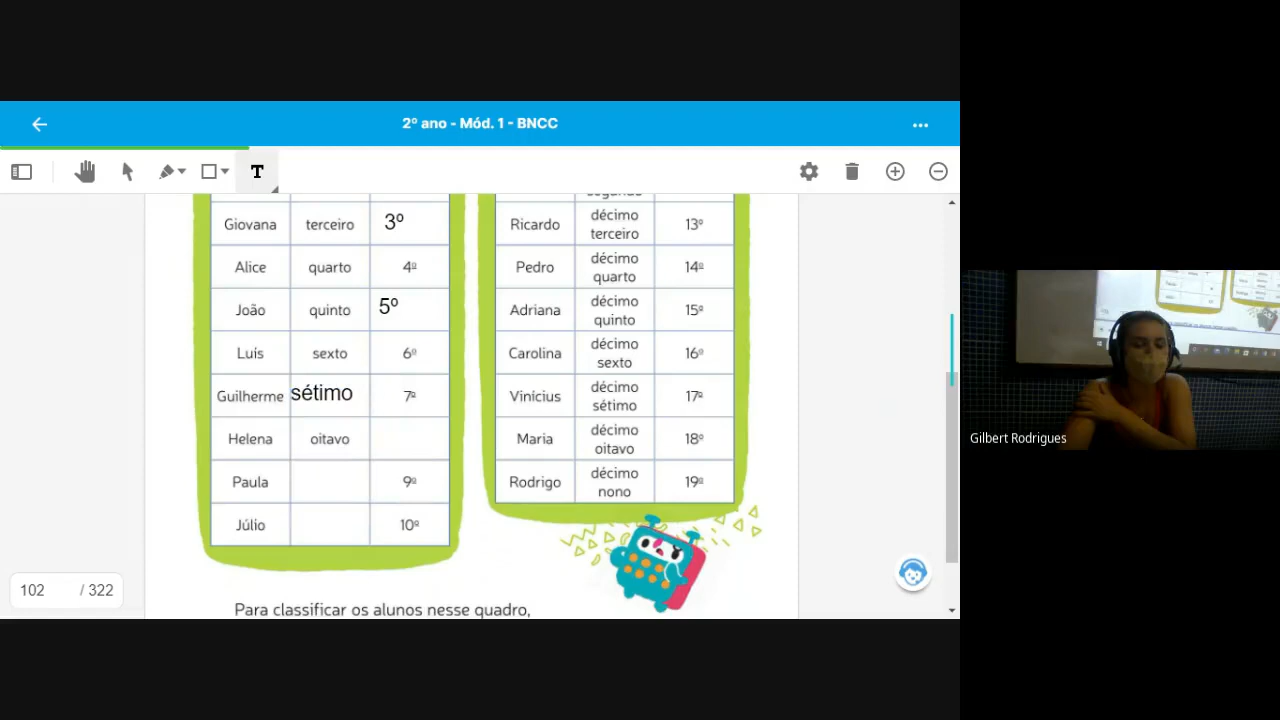 2º ano - Mód. 1 - BNCC
T
Giovana terceiro 3º
Alice quarto 4º
João quinto 5º
Luís sexto 6º
Guilherme sétimo 7º
Helena oitavo
Paula 9º
Júlio 10º
segundo
Ricardo décimo terceiro 13º
Pedro décimo quarto 14º
Adriana décimo quinto 15º
Carolina décimo sexto 16º
Vinícius décimo sétimo 17º
Maria décimo oitavo 18º
Rodrigo décimo nono 19º
102 / 322
Para classificar os alunos nesse quadro,
Gilbert Rodrigues